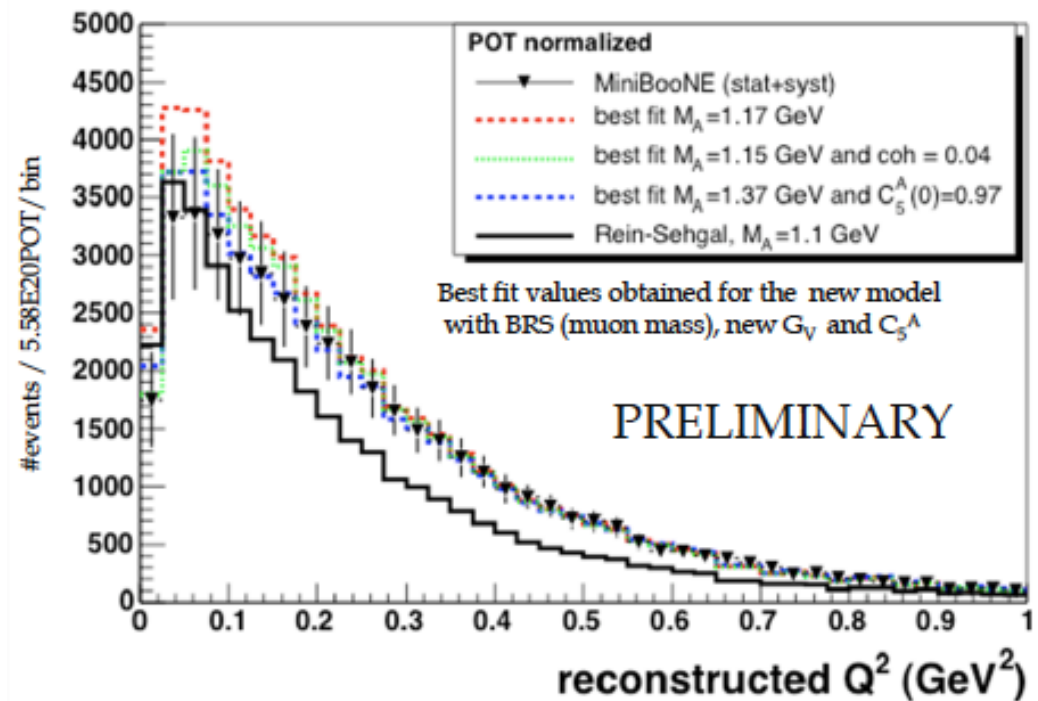 5000
4500
4000
3500
3000
2500
2000
1500
1000
500
0
#events / 5.58E20POT/bin
POT normalized
MiniBooNE (stat+syst)
best fit M_A=1.17 GeV
best fit M_A=1.15 GeV and coh = 0.04
best fit M_A=1.37 GeV and C_5^A(0)=0.97
Rein-Sehgal, M_A=1.1 GeV
Best fit values obtained for the new model
with BRS (muon mass), new G_V and C_5^A
PRELIMINARY
0 0.1 0.2 0.3 0.4 0.5 0.6 0.7 0.8 0.9 1
reconstructed Q² (GeV²)